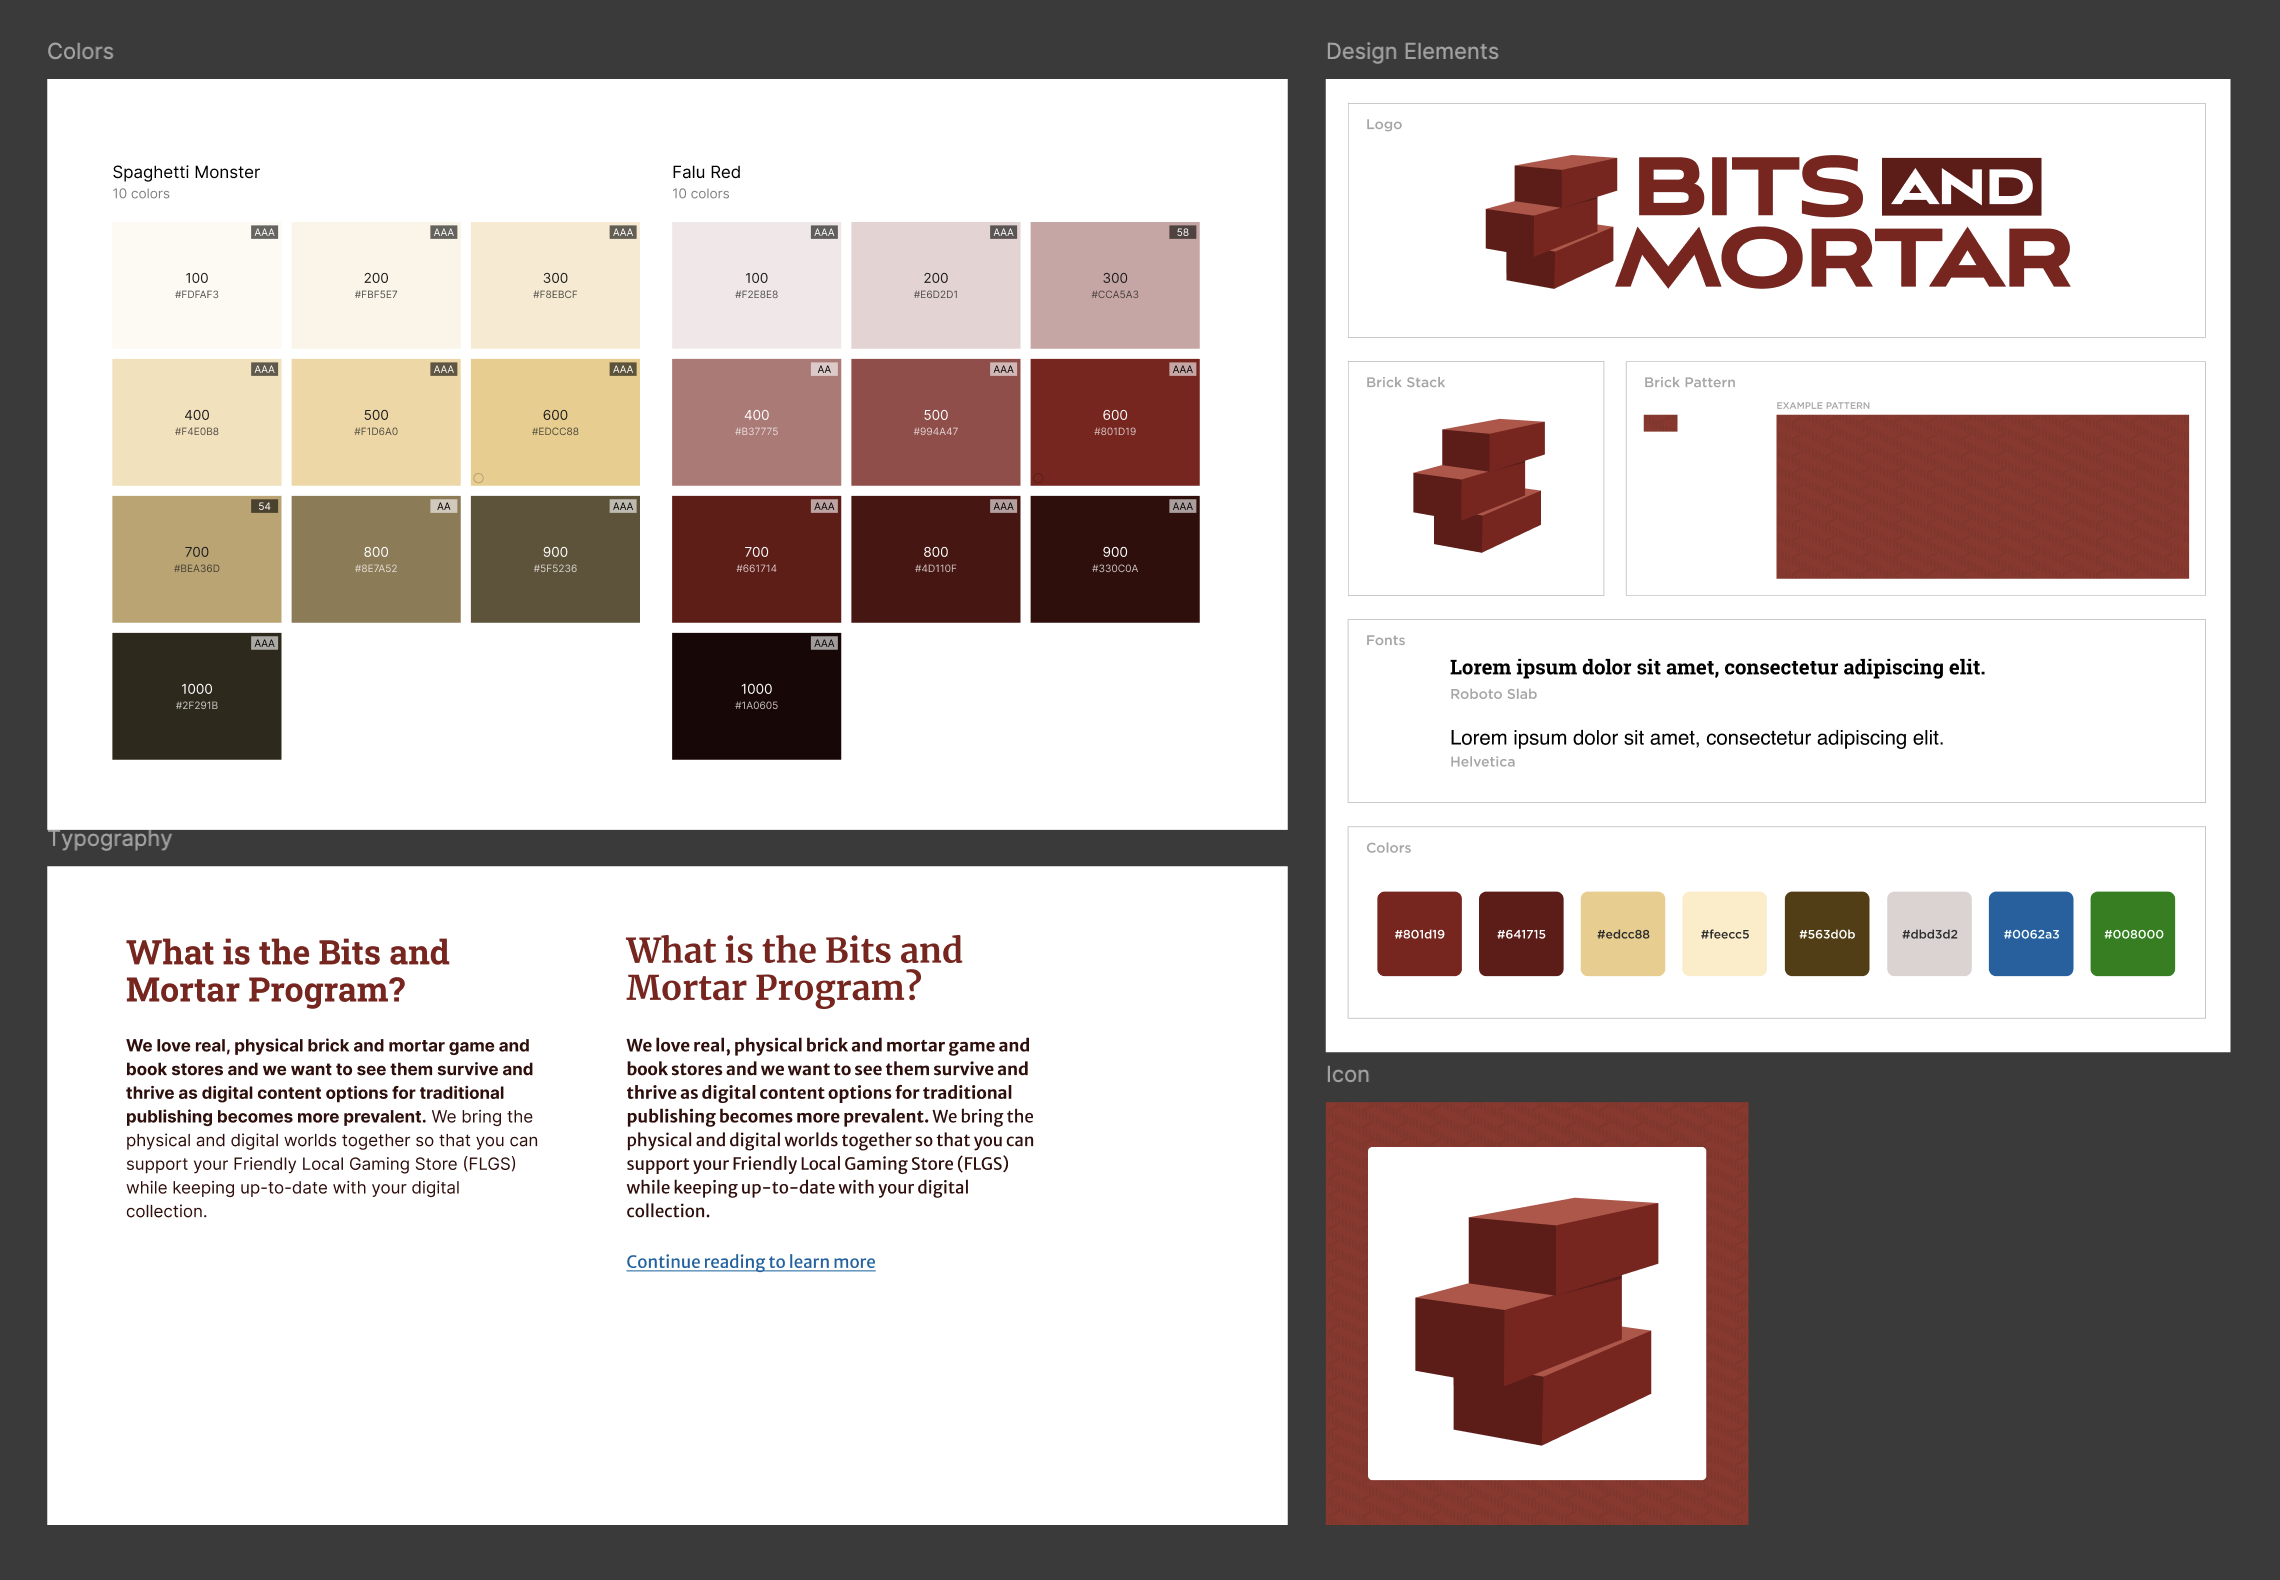 Colors
Spaghetti Monster
10 colors
AAA
100
#FDFAF3
AAA
200
#FBF5E7
AAA
300
#F8EBCF
AAA
400
#F4E0B8
AAA
500
#F1D6A0
AAA
600
#EDCC88
54
700
#BEA36D
AA
800
#8E7A52
AAA
900
#5F5236
AAA
1000
#2F291B
Falu Red
10 colors
AAA
100
#F2E8E8
AAA
200
#E6D2D1
58
300
#CCA5A3
AA
400
#B37775
AAA
500
#994A47
AAA
600
#801D19
AAA
700
#661714
AAA
800
#4D110F
AAA
900
#330C0A
AAA
1000
#1A0605
Typography
What is the Bits and
Mortar Program?
We love real, physical brick and mortar game and
book stores and we want to see them survive and
thrive as digital content options for traditional
publishing becomes more prevalent. We bring the
physical and digital worlds together so that you can
support your Friendly Local Gaming Store (FLGS)
while keeping up-to-date with your digital
collection.
What is the Bits and
Mortar Program?
We love real, physical brick and mortar game and
book stores and we want to see them survive and
thrive as digital content options for traditional
publishing becomes more prevalent. We bring the
physical and digital worlds together so that you can
support your Friendly Local Gaming Store (FLGS)
while keeping up-to-date with your digital
collection.
Continue reading to learn more
Design Elements
Logo
BITS AND
MORTAR
Brick Stack
Brick Pattern
EXAMPLE PATTERN
Fonts
Lorem ipsum dolor sit amet, consectetur adipiscing elit.
Roboto Slab
Lorem ipsum dolor sit amet, consectetur adipiscing elit.
Helvetica
Colors
#801d19
#641715
#edcc88
#feecc5
#563d0b
#dbd3d2
#0062a3
#008000
Icon